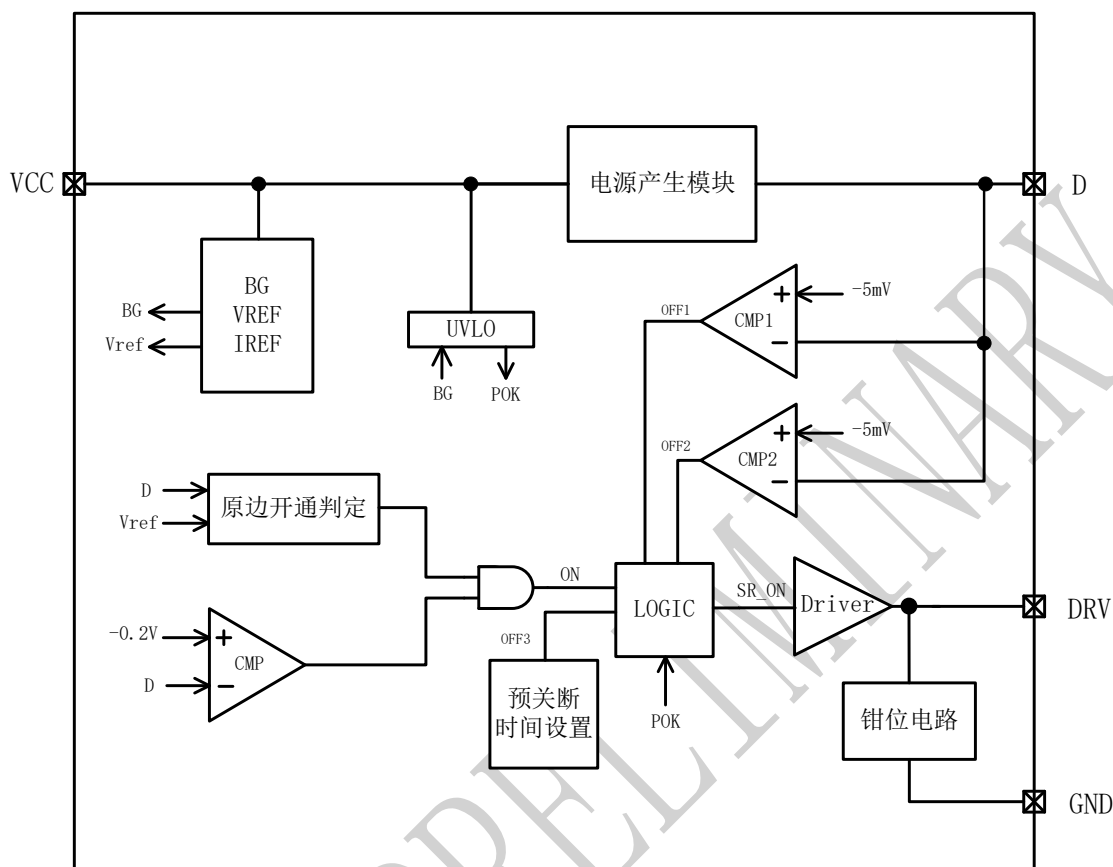 VCC
电源产生模块
D
BG
VREF
IREF
BG
Vref
UVLO
BG
POK
OFF1
+
CMP1
−
-5mV
OFF2
+
CMP2
−
-5mV
D
Vref
原边开通判定
ON
-0.2V
+
CMP
D
−
OFF3
LOGIC
SR_ON
Driver
DRV
预关断
时间设置
POK
钳位电路
GND
PRELIMINARY